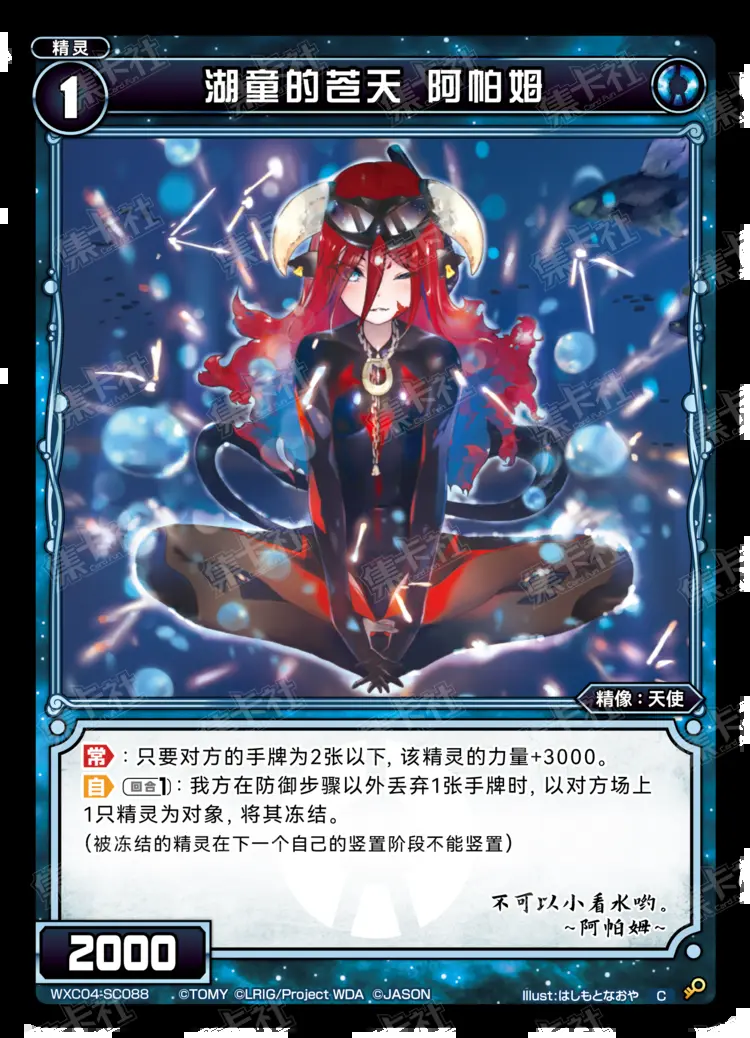 精灵
1
湖童的苍天 阿帕姆
精像：天使
常：只要对方的手牌为2张以下，该精灵的力量+3000。
自 回合1：我方在防御步骤以外丢弃1张手牌时，以对方场上
1只精灵为对象，将其冻结。
（被冻结的精灵在下一个自己的竖置阶段不能竖置）
不可以小看水哟。
~阿帕姆~
2000
WXC04-SC088 ©TOMY ©LRIG/Project WDA ©JASON Illust:はしもとなおや C
集卡社